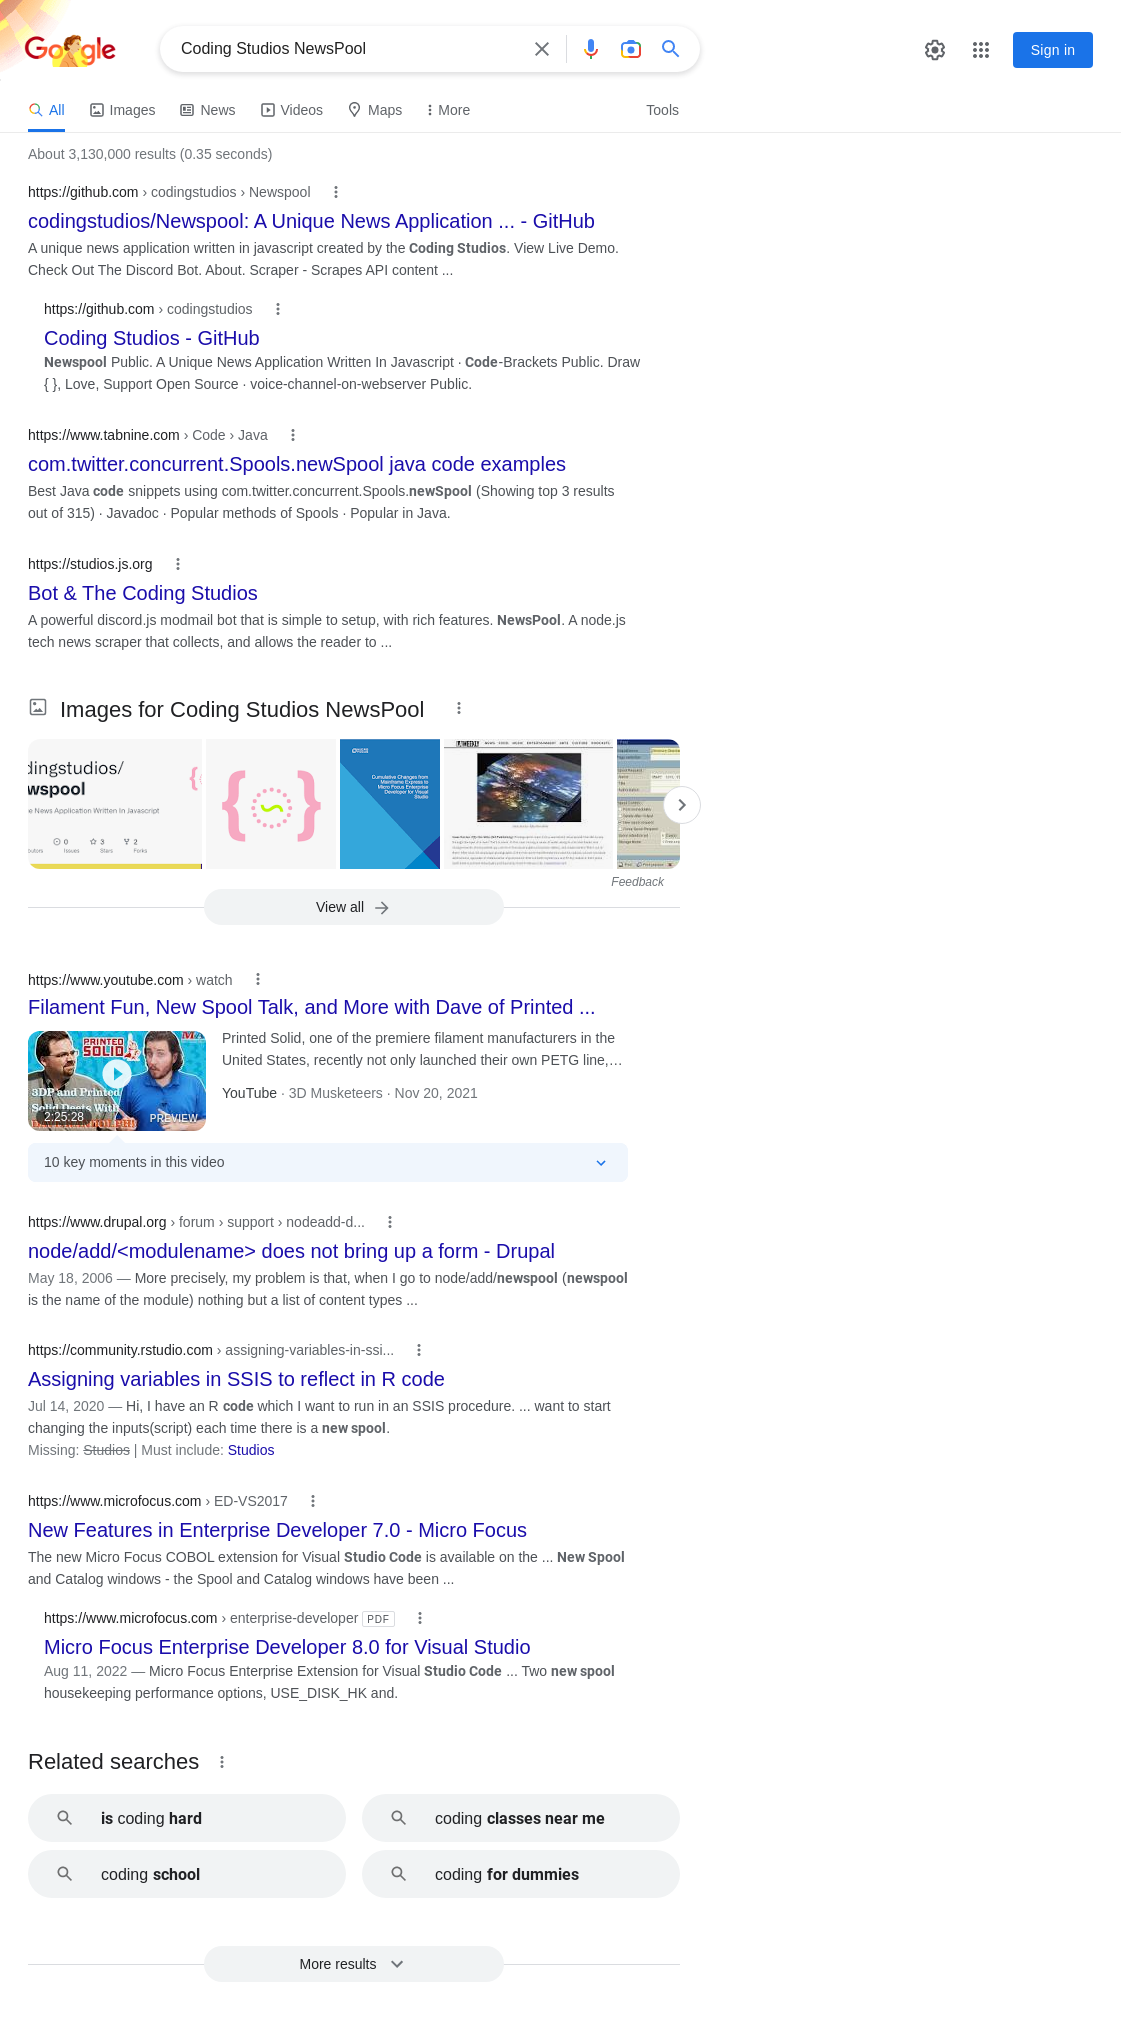 Google
Coding Studios NewsPool
Sign in
All
Images
News
Videos
Maps
More
Tools
About 3,130,000 results (0.35 seconds)
https://github.com › codingstudios › Newspool
codingstudios/Newspool: A Unique News Application ... - GitHub
A unique news application written in javascript created by the Coding Studios. View Live Demo.
Check Out The Discord Bot. About. Scraper - Scrapes API content ...
https://github.com › codingstudios
Coding Studios - GitHub
Newspool Public. A Unique News Application Written In Javascript · Code-Brackets Public. Draw
{ }, Love, Support Open Source · voice-channel-on-webserver Public.
https://www.tabnine.com › Code › Java
com.twitter.concurrent.Spools.newSpool java code examples
Best Java code snippets using com.twitter.concurrent.Spools.newSpool (Showing top 3 results
out of 315) · Javadoc · Popular methods of Spools · Popular in Java.
https://studios.js.org
Bot & The Coding Studios
A powerful discord.js modmail bot that is simple to setup, with rich features. NewsPool. A node.js
tech news scraper that collects, and allows the reader to ...
Images for Coding Studios NewsPool
dingstudios/
wspool
e News Application Written In Javascript
0
3
2
utors
Issues
Stars
Forks
Cumulative Changes from
Mainframe Express to
Micro Focus Enterprise
Developer for Visual
Studio
Feedback
View all
https://www.youtube.com › watch
Filament Fun, New Spool Talk, and More with Dave of Printed ...
PRINTED
SOLID
MA
3DP and Printed
Solid Deets With
2:25:28
PREVIEW
Printed Solid, one of the premiere filament manufacturers in the
United States, recently not only launched their own PETG line,…
YouTube · 3D Musketeers · Nov 20, 2021
10 key moments in this video
https://www.drupal.org › forum › support › nodeadd-d...
node/add/<modulename> does not bring up a form - Drupal
May 18, 2006 — More precisely, my problem is that, when I go to node/add/newspool (newspool
is the name of the module) nothing but a list of content types ...
https://community.rstudio.com › assigning-variables-in-ssi...
Assigning variables in SSIS to reflect in R code
Jul 14, 2020 — Hi, I have an R code which I want to run in an SSIS procedure. ... want to start
changing the inputs(script) each time there is a new spool.
Missing: Studios | Must include: Studios
https://www.microfocus.com › ED-VS2017
New Features in Enterprise Developer 7.0 - Micro Focus
The new Micro Focus COBOL extension for Visual Studio Code is available on the ... New Spool
and Catalog windows - the Spool and Catalog windows have been ...
https://www.microfocus.com › enterprise-developer PDF
Micro Focus Enterprise Developer 8.0 for Visual Studio
Aug 11, 2022 — Micro Focus Enterprise Extension for Visual Studio Code ... Two new spool
housekeeping performance options, USE_DISK_HK and.
Related searches
is coding hard
coding classes near me
coding school
coding for dummies
More results